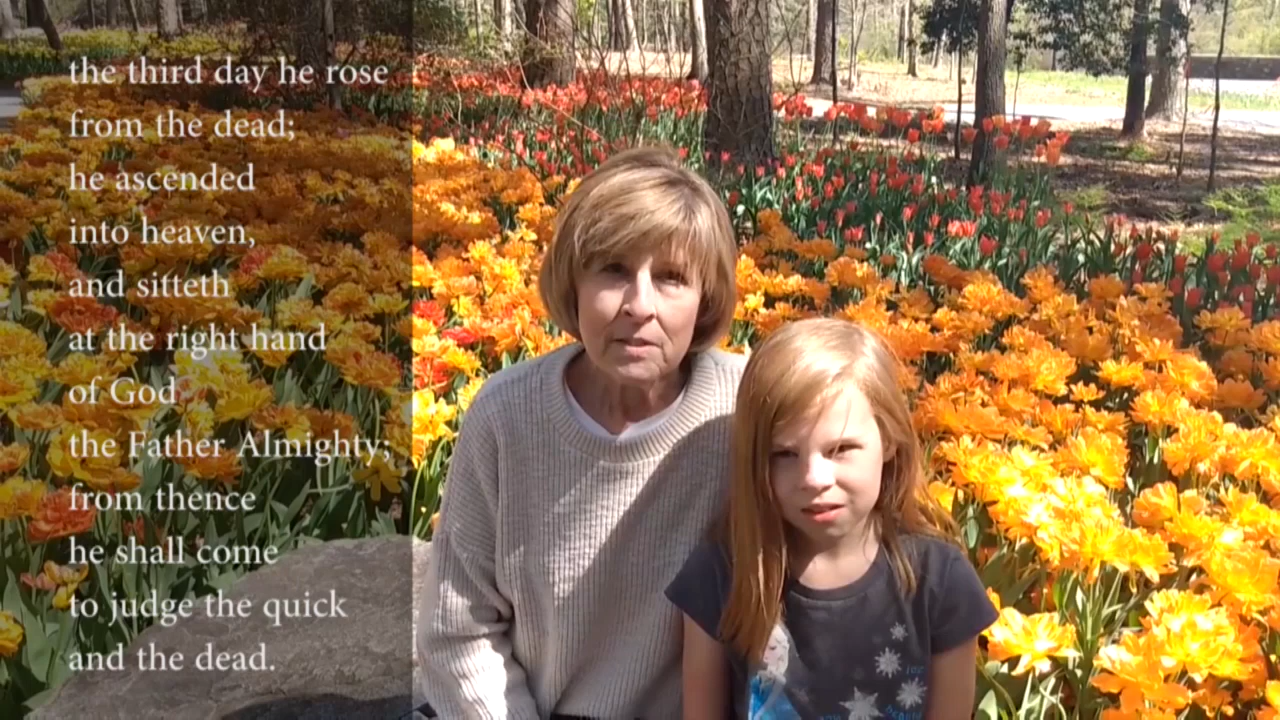 the third day he rose
from the dead;
he ascended
into heaven,
and sitteth
at the right hand
of God
the Father Almighty;
from thence
he shall come
to judge the quick
and the dead.